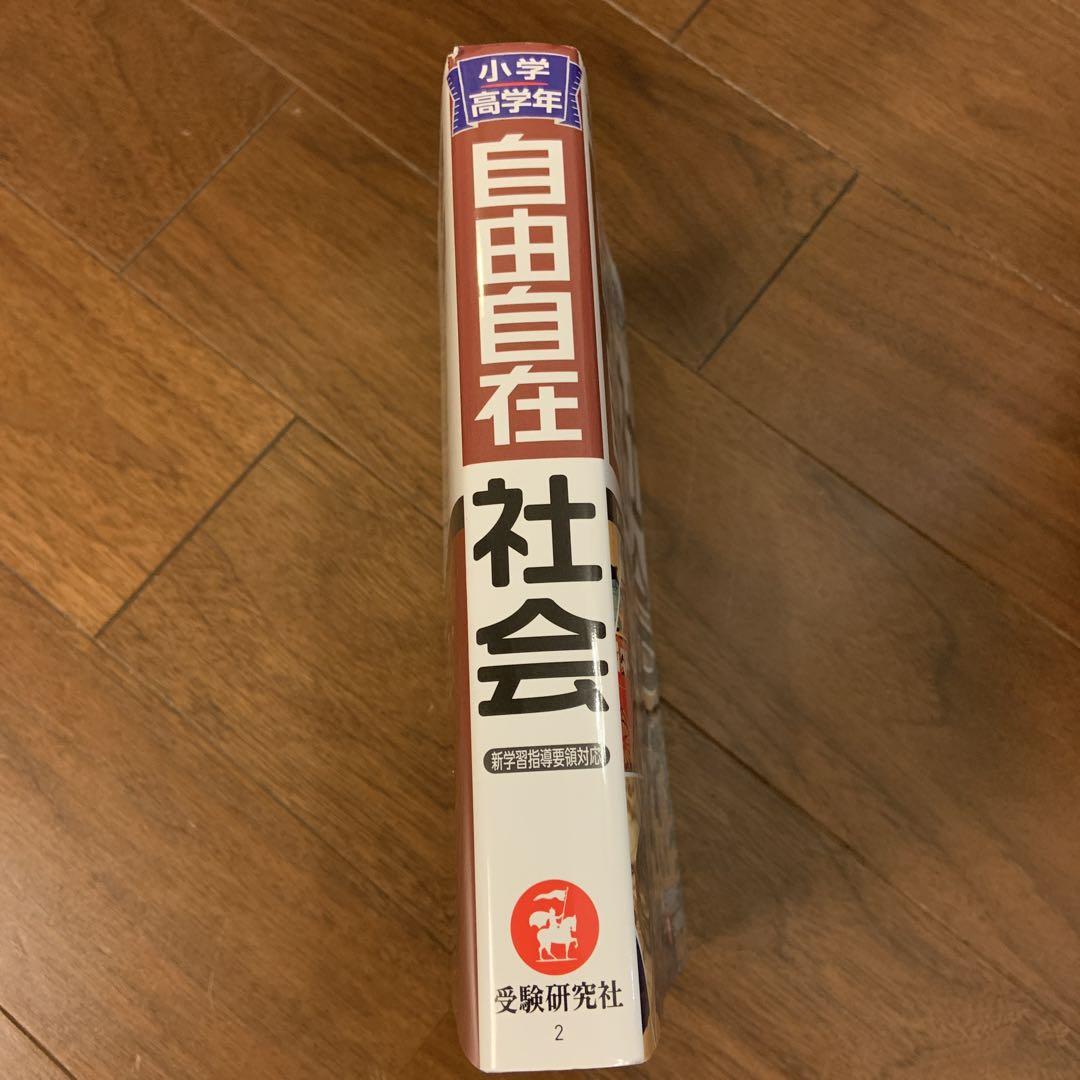 小学
高学年
自由自在
社会
新学習指導要領対応
受験研究社
2